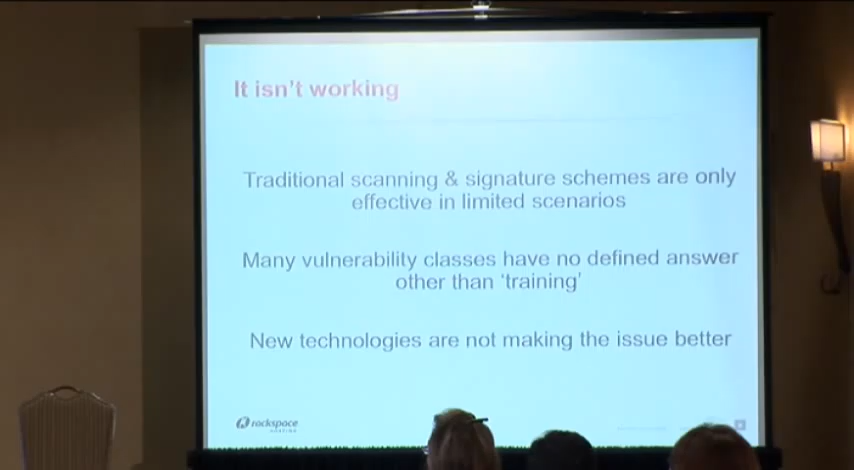 It isn't working
Traditional scanning & signature schemes are only
effective in limited scenarios
Many vulnerability classes have no defined answer
other than 'training'
New technologies are not making the issue better
rackspace
HOSTING